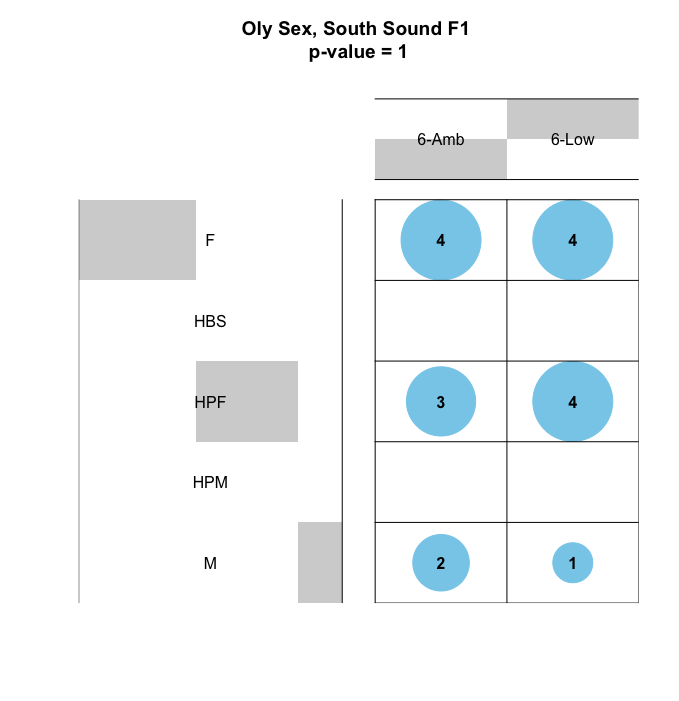 Oly Sex, South Sound F1
p-value = 1
6-Amb 6-Low
F 4 4
HBS
HPF 3 4
HPM
M 2 1